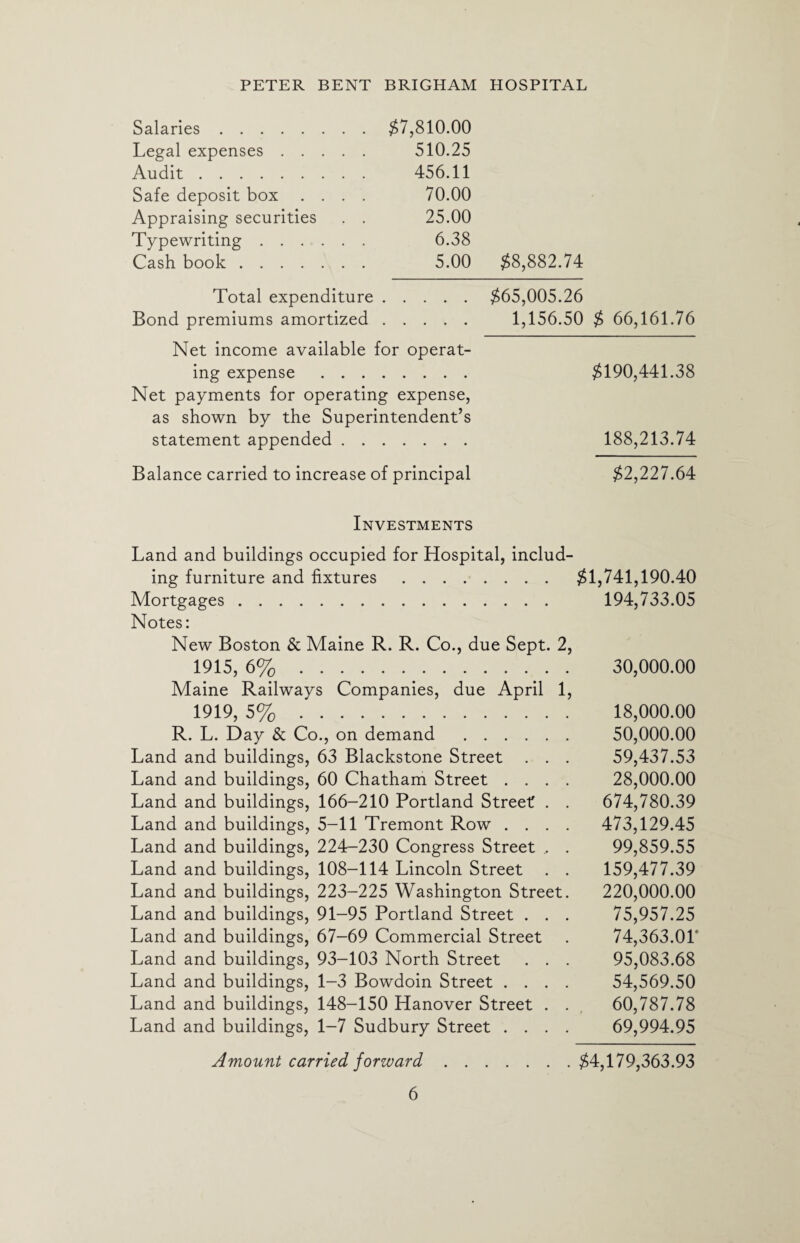 PETER BENT BRIGHAM HOSPITAL
Salaries . . . . . . . . $7,810.00
Legal expenses . . . . . 510.25
Audit . . . . . . . . . 456.11
Safe deposit box . . . . 70.00
Appraising securities . . 25.00
Typewriting . . . . . . 6.38
Cash book . . . . . . . 5.00 $8,882.74
Total expenditure . . . . . $65,005.26
Bond premiums amortized . . . . . 1,156.50 $ 66,161.76
Net income available for operat-
ing expense . . . . . . . . $190,441.38
Net payments for operating expense,
as shown by the Superintendent's
statement appended . . . . . . . 188,213.74
Balance carried to increase of principal $2,227.64
Investments
Land and buildings occupied for Hospital, includ-
ing furniture and fixtures . . . . . . . . $1,741,190.40
Mortgages . . . . . . . . . . . . . . . . 194,733.05
Notes:
New Boston & Maine R. R. Co., due Sept. 2,
1915, 6% . . . . . . . . . . . . . . 30,000.00
Maine Railways Companies, due April 1,
1919, 5% . . . . . . . . . . . . . . 18,000.00
R. L. Day & Co., on demand . . . . . . 50,000.00
Land and buildings, 63 Blackstone Street . . . 59,437.53
Land and buildings, 60 Chatham Street . . . . 28,000.00
Land and buildings, 166–210 Portland Street . . 674,780.39
Land and buildings, 5–11 Tremont Row . . . . 473,129.45
Land and buildings, 224–230 Congress Street . . 99,859.55
Land and buildings, 108–114 Lincoln Street . . 159,477.39
Land and buildings, 223–225 Washington Street. 220,000.00
Land and buildings, 91–95 Portland Street . . . 75,957.25
Land and buildings, 67–69 Commercial Street . 74,363.01
Land and buildings, 93–103 North Street . . . 95,083.68
Land and buildings, 1–3 Bowdoin Street . . . . 54,569.50
Land and buildings, 148–150 Hanover Street . . 60,787.78
Land and buildings, 1–7 Sudbury Street . . . . 69,994.95
Amount carried forward . . . . . . . $4,179,363.93
6